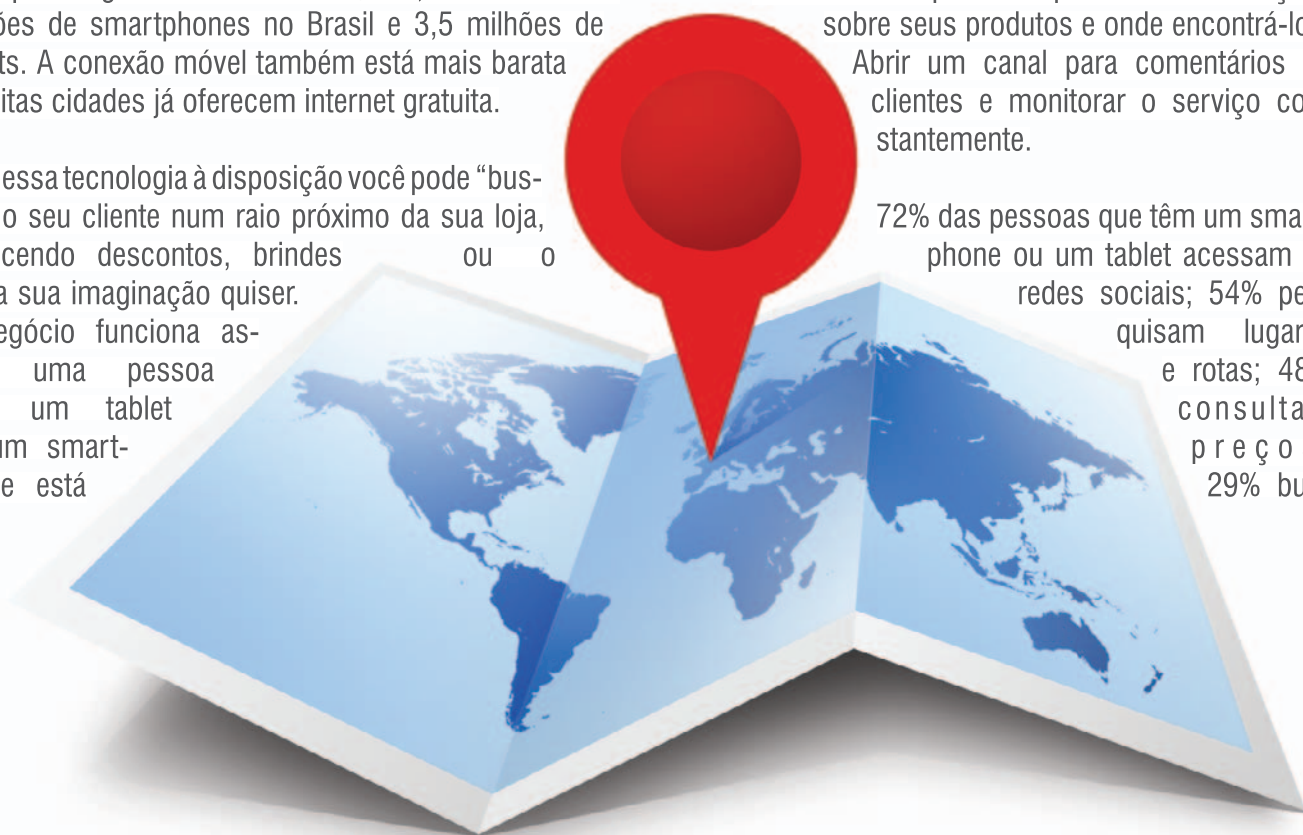 ões de smartphones no Brasil e 3,5 milhões de
ts. A conexão móvel também está mais barata
itas cidades já oferecem internet gratuita.
essa tecnologia à disposição você pode “bus-
o seu cliente num raio próximo da sua loja,
cendo descontos, brindes ou o
a sua imaginação quiser.
egócio funciona as-
uma pessoa
um tablet
um smart-
e está
sobre seus produtos e onde encontrá-lo
Abrir um canal para comentários
clientes e monitorar o serviço co
stantemente.
72% das pessoas que têm um sma
phone ou um tablet acessam
redes sociais; 54% pe
quisam lugar
e rotas; 48
consulta
preço
29% bu